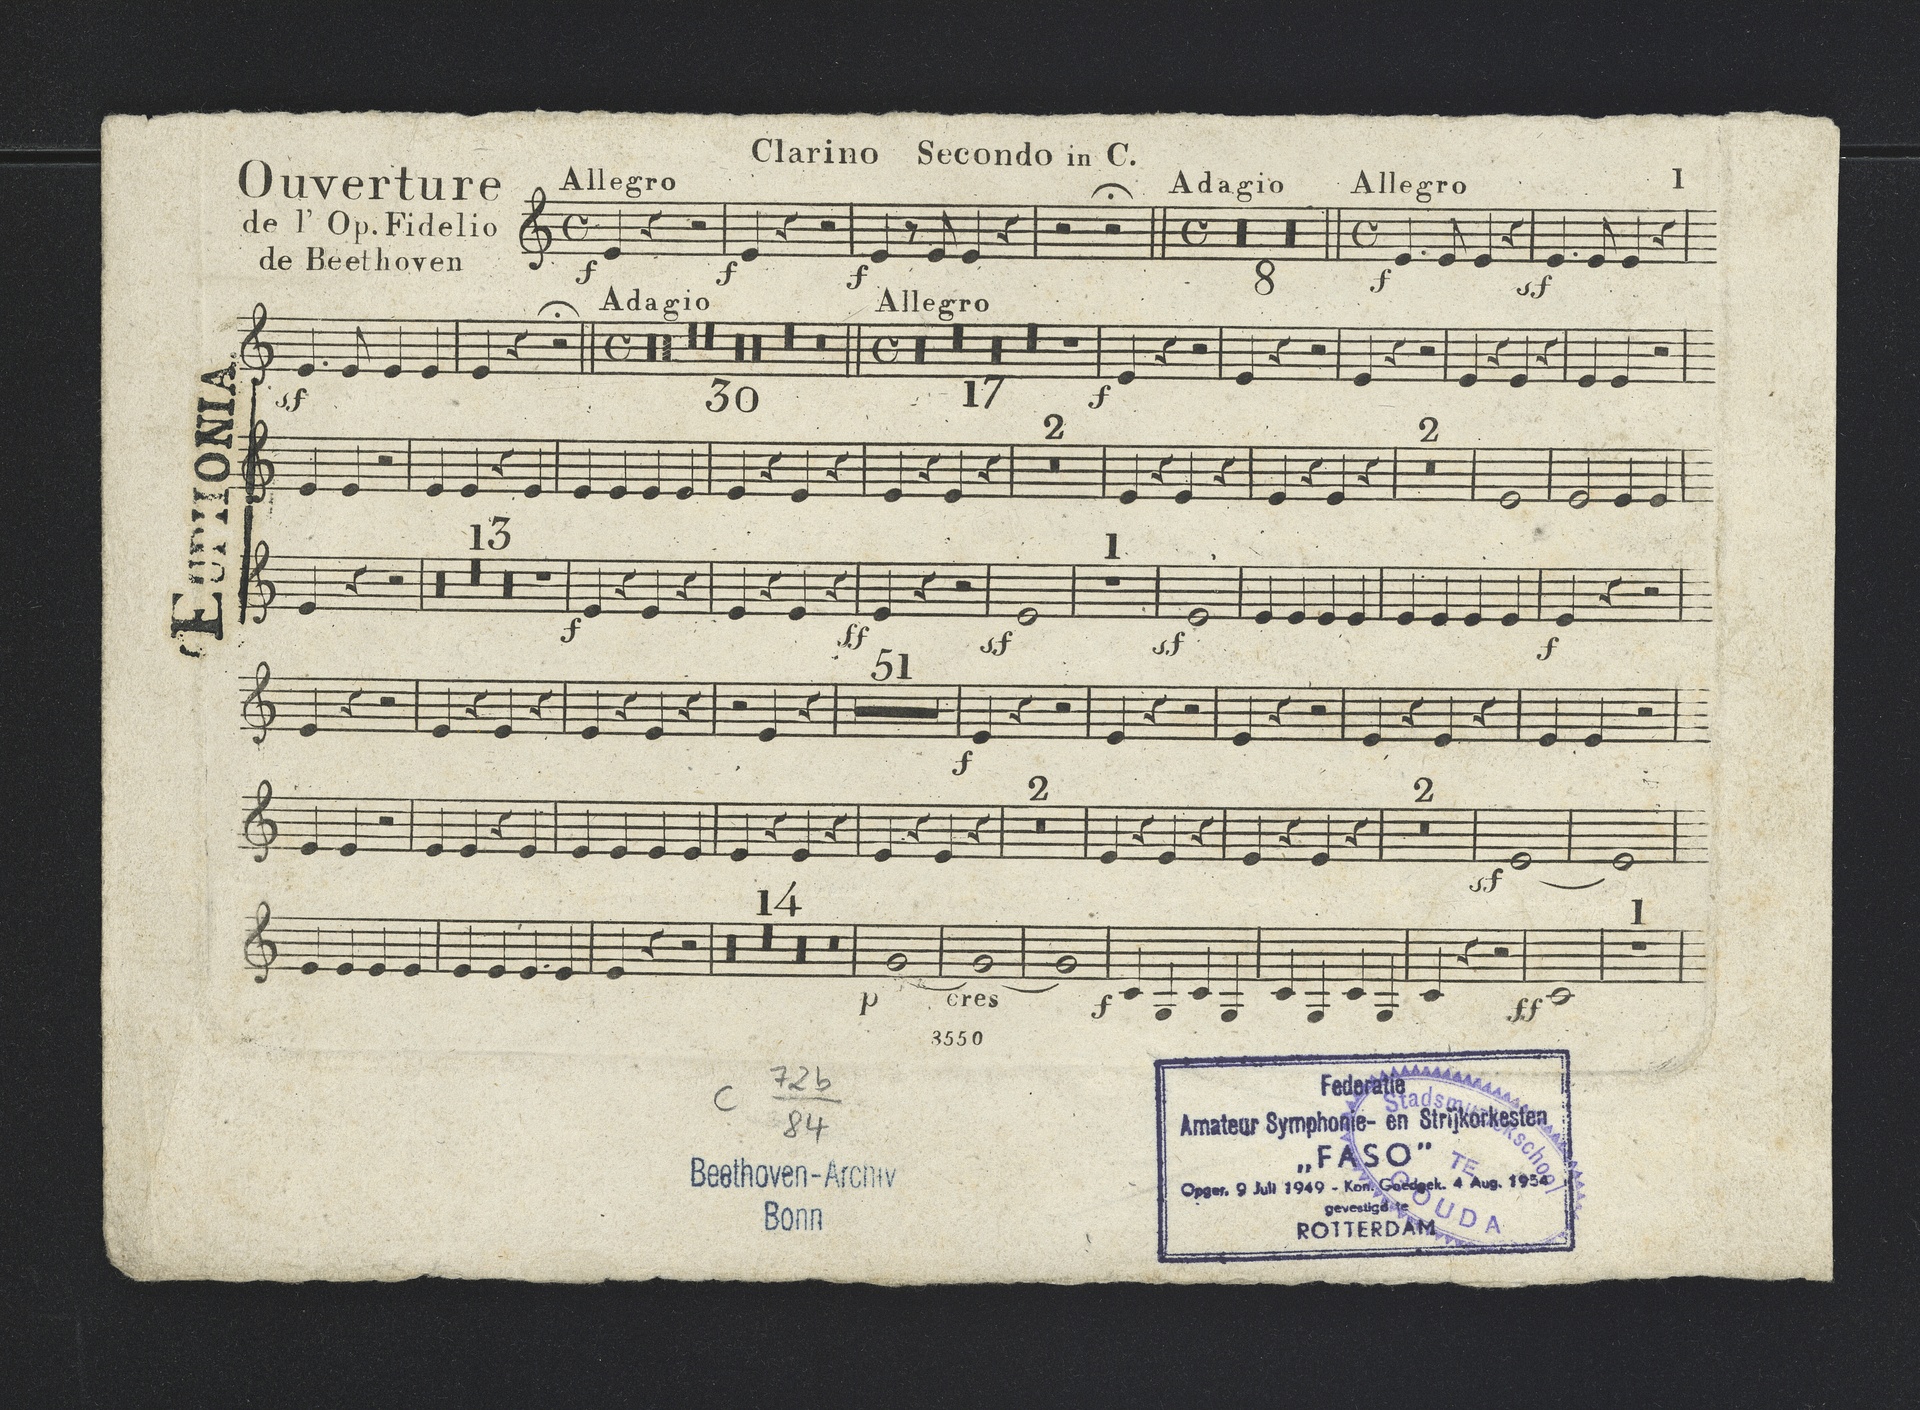 Clarino Secondo in C.
Ouverture
de l' Op. Fidelio
de Beethoven
Allegro Adagio Allegro 1
f f f 8 f sf
Adagio Allegro
sf 30 17 f
2 2
13 1
f ff sf sf f
51
f
2 2
sf
14 1
p cres f ff
3550
EUPHONIA
C 72b
84
Beethoven-Archiv
Bonn
Federatie
Amateur Symphonie- en Strijkorkesten
„FASO”
Opger. 9 Juli 1949 - Kon. Goedgek. 4 Aug. 1954
gevestigd te
ROTTERDAM
Stadsmuziekschool
TE
GOUDA